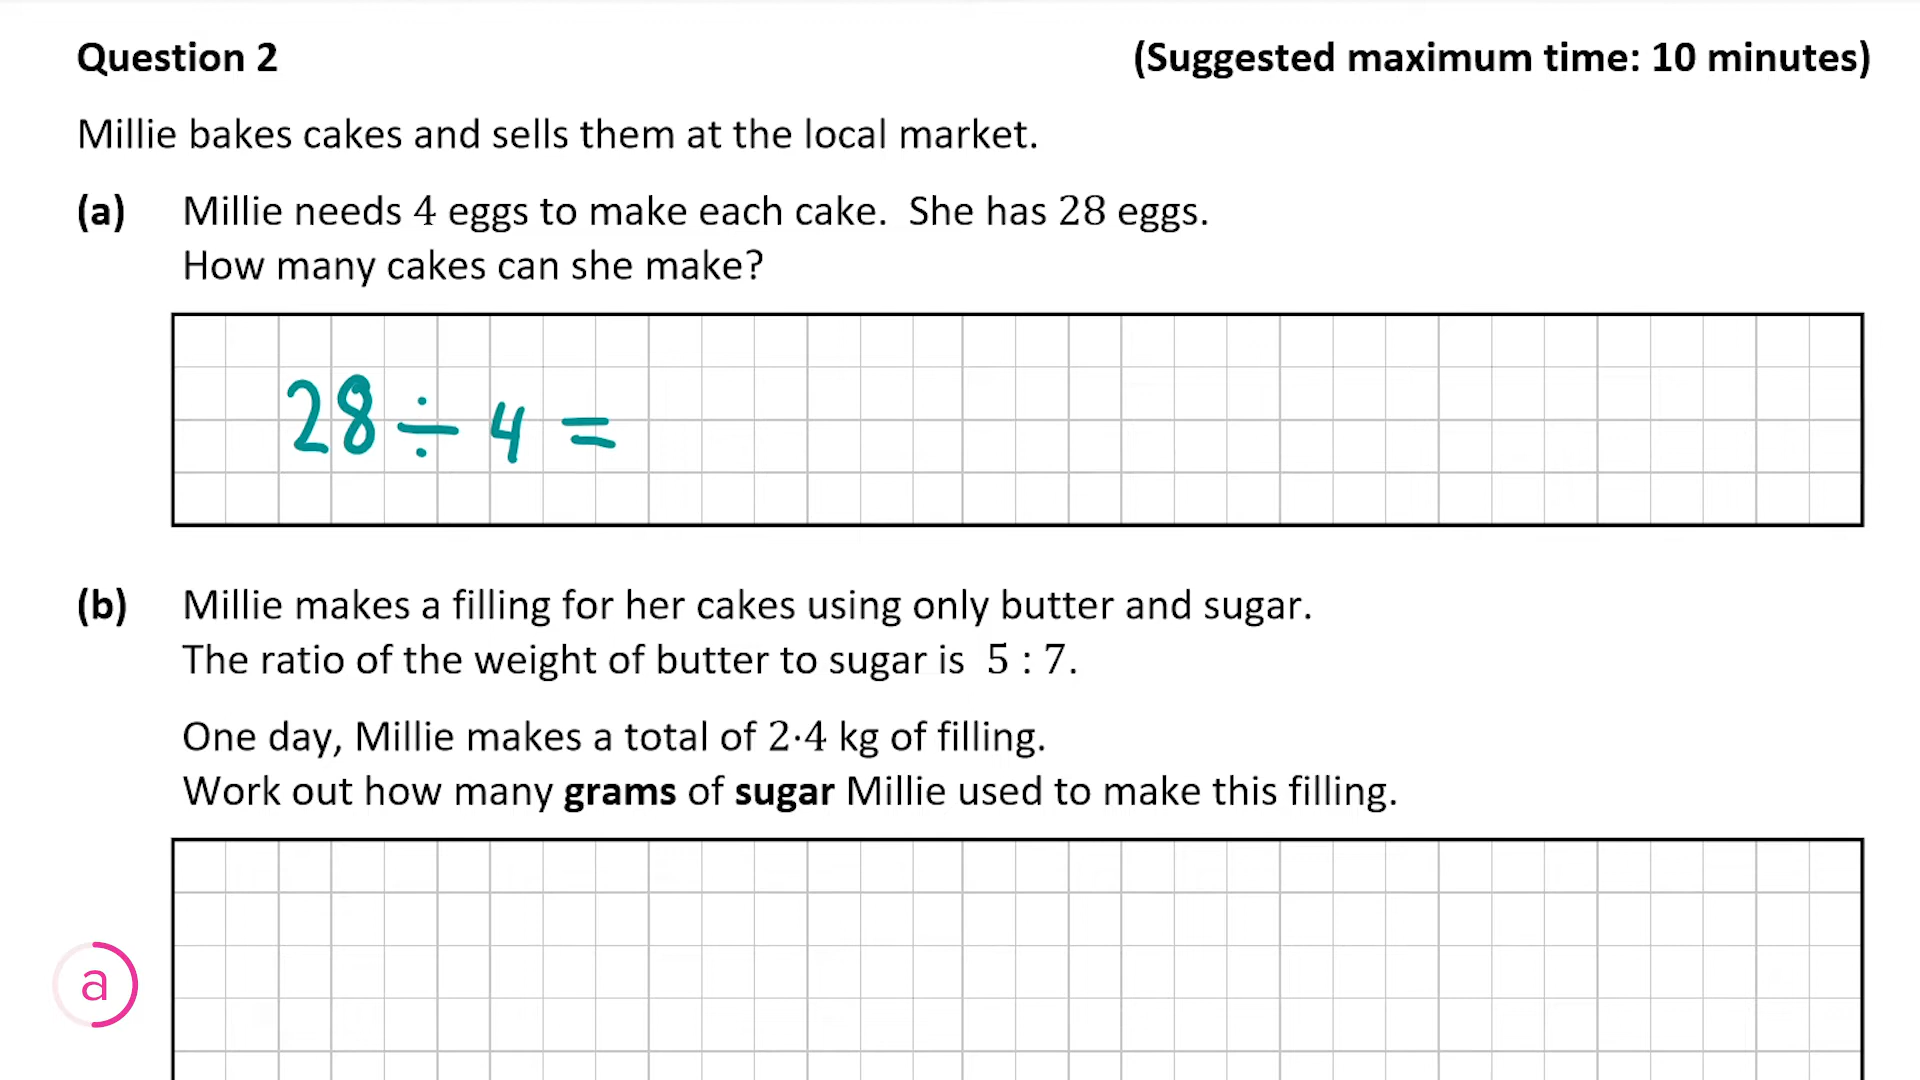 Question 2 (Suggested maximum time: 10 minutes)
Millie bakes cakes and sells them at the local market.
(a) Millie needs 4 eggs to make each cake. She has 28 eggs.
How many cakes can she make?
28 ÷ 4 =
(b) Millie makes a filling for her cakes using only butter and sugar.
The ratio of the weight of butter to sugar is 5 : 7.
One day, Millie makes a total of 2·4 kg of filling.
Work out how many grams of sugar Millie used to make this filling.
a